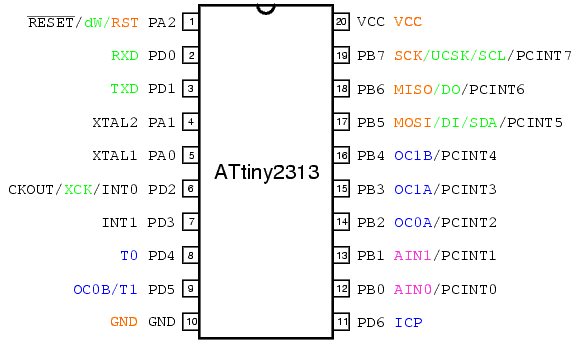 RESET/dW/RST PA2 1 20 VCC VCC
RXD PD0 2 19 PB7 SCK/UCSK/SCL/PCINT7
TXD PD1 3 18 PB6 MISO/DO/PCINT6
XTAL2 PA1 4 17 PB5 MOSI/DI/SDA/PCINT5
XTAL1 PA0 5 16 PB4 OC1B/PCINT4
ATtiny2313
CKOUT/XCK/INT0 PD2 6 15 PB3 OC1A/PCINT3
INT1 PD3 7 14 PB2 OC0A/PCINT2
T0 PD4 8 13 PB1 AIN1/PCINT1
OC0B/T1 PD5 9 12 PB0 AIN0/PCINT0
GND GND 10 11 PD6 ICP